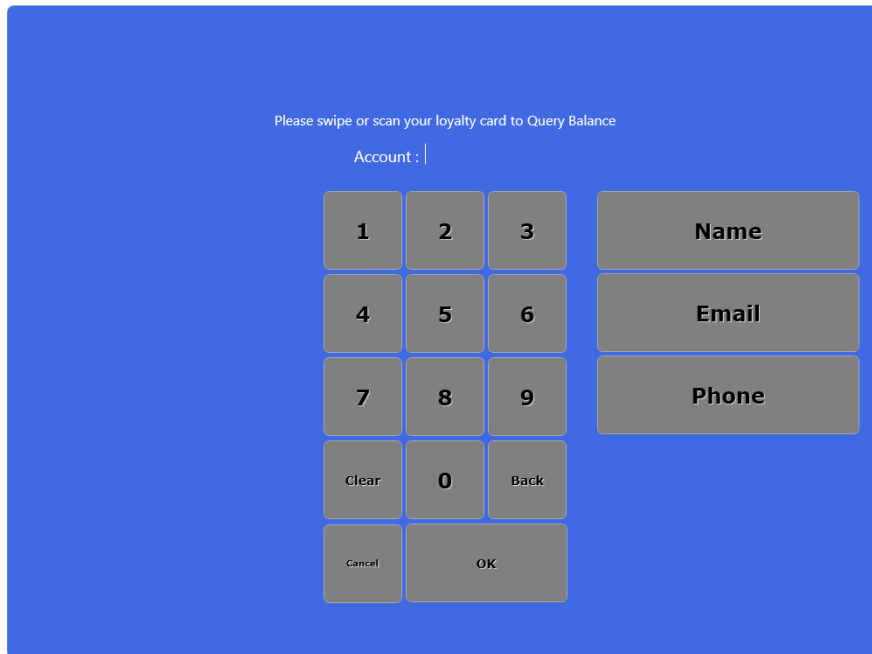 Please swipe or scan your loyalty card to Query Balance
Account :
1 2 3
Name
4 5 6
Email
7 8 9
Phone
Clear 0 Back
Cancel OK